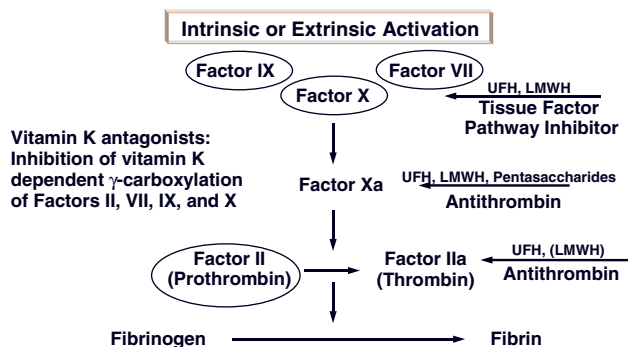 Intrinsic or Extrinsic Activation
Factor IX
Factor VII
Factor X
UFH, LMWH
Tissue Factor
Pathway Inhibitor
Vitamin K antagonists:
Inhibition of vitamin K
dependent γ-carboxylation
of Factors II, VII, IX, and X
Factor Xa
UFH, LMWH, Pentasaccharides
Antithrombin
Factor II
(Prothrombin)
Factor IIa
(Thrombin)
UFH, (LMWH)
Antithrombin
Fibrinogen
Fibrin